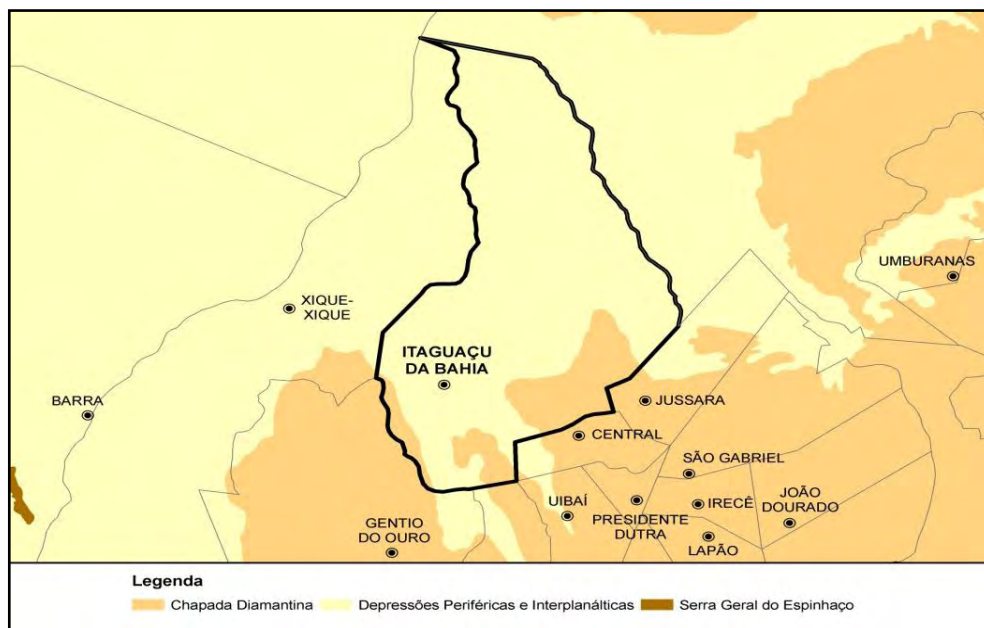 UMBURANAS
XIQUE-
XIQUE
ITAGUAÇU
DA BAHIA
BARRA
JUSSARA
CENTRAL
SÃO GABRIEL
UIBAÍ
PRESIDENTE
DUTRA
IRECÊ
JOÃO
DOURADO
GENTIO
DO OURO
LAPÃO
Legenda
Chapada Diamantina
Depressões Periféricas e Interplanálticas
Serra Geral do Espinhaço